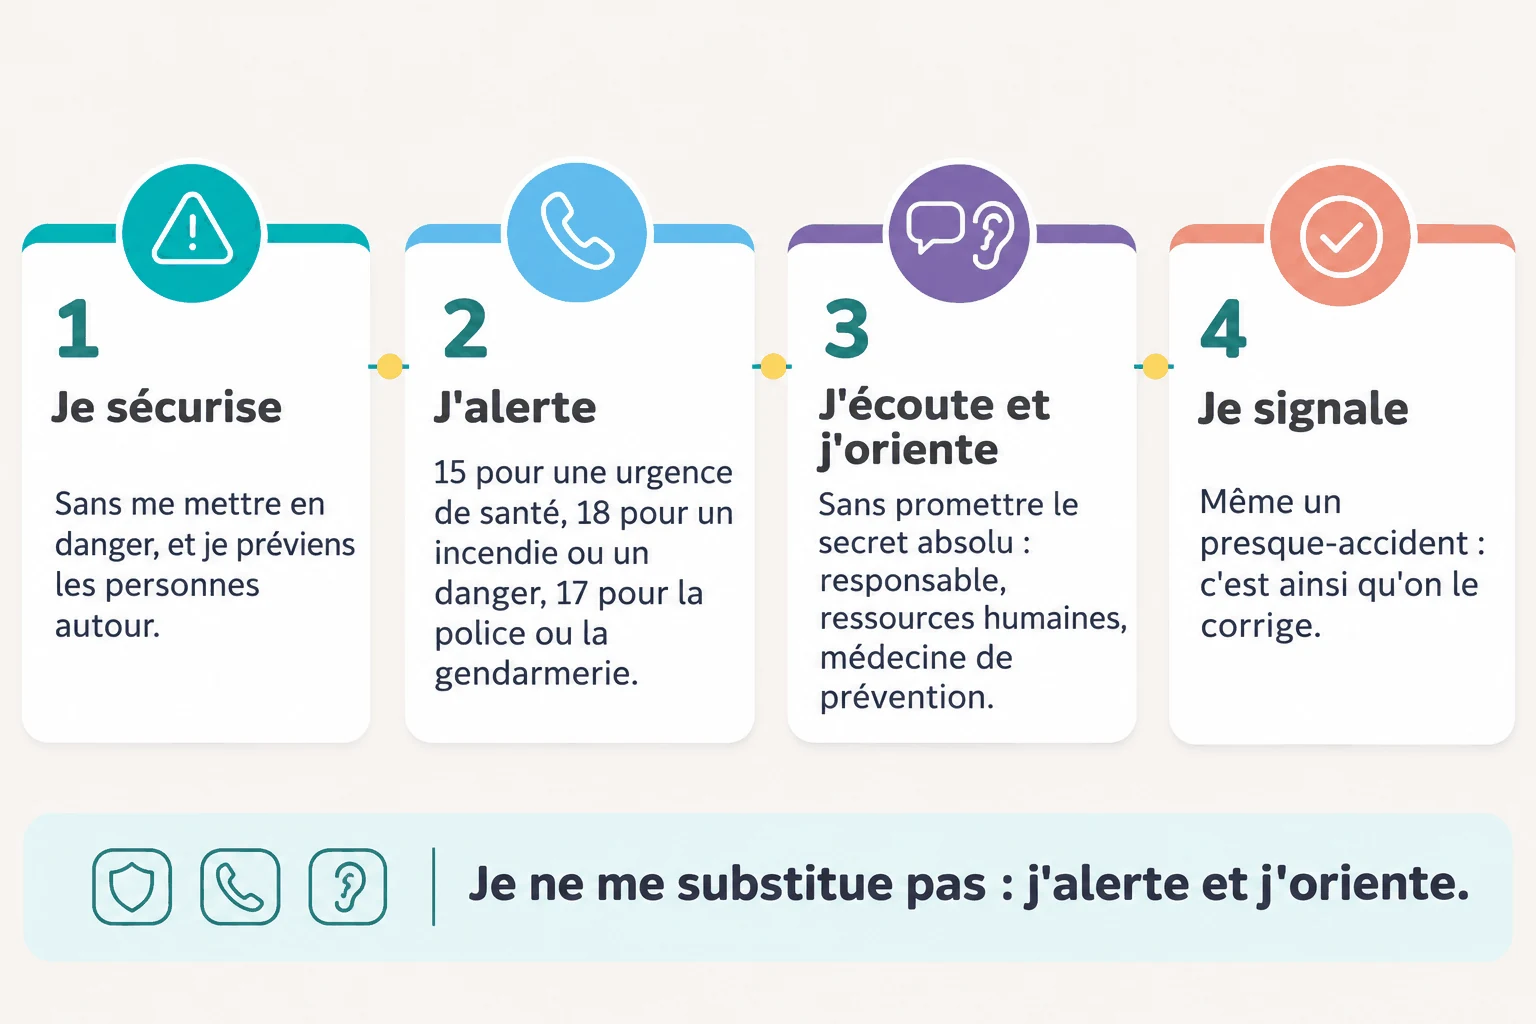 1
Je sécurise
Sans me mettre en
danger, et je préviens
les personnes
autour.
2
J'alerte
15 pour une urgence
de santé, 18 pour un
incendie ou un
danger, 17 pour la
police ou la
gendarmerie.
3
J'écoute et
j'oriente
Sans promettre le
secret absolu :
responsable,
ressources humaines,
médecine de
prévention.
4
Je signale
Même un
presque-accident :
c'est ainsi qu'on le
corrige.
Je ne me substitue pas : j'alerte et j'oriente.